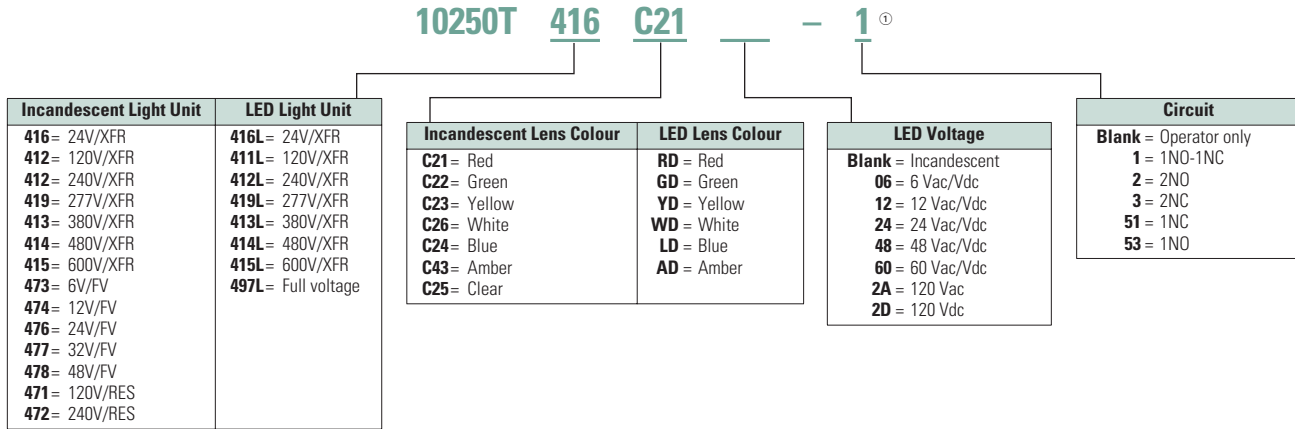 10250T 416 C21 – 1 ①
Incandescent Light Unit
416= 24V/XFR
412= 120V/XFR
412= 240V/XFR
419= 277V/XFR
413= 380V/XFR
414= 480V/XFR
415= 600V/XFR
473= 6V/FV
474= 12V/FV
476= 24V/FV
477= 32V/FV
478= 48V/FV
471= 120V/RES
472= 240V/RES
LED Light Unit
416L= 24V/XFR
411L= 120V/XFR
412L= 240V/XFR
419L= 277V/XFR
413L= 380V/XFR
414L= 480V/XFR
415L= 600V/XFR
497L= Full voltage
Incandescent Lens Colour
C21= Red
C22= Green
C23= Yellow
C26= White
C24= Blue
C43= Amber
C25= Clear
LED Lens Colour
RD = Red
GD = Green
YD = Yellow
WD = White
LD = Blue
AD = Amber
LED Voltage
Blank = Incandescent
06 = 6 Vac/Vdc
12 = 12 Vac/Vdc
24 = 24 Vac/Vdc
48 = 48 Vac/Vdc
60 = 60 Vac/Vdc
2A = 120 Vac
2D = 120 Vdc
Circuit
Blank = Operator only
1 = 1NO-1NC
2 = 2NO
3 = 2NC
51 = 1NC
53 = 1NO